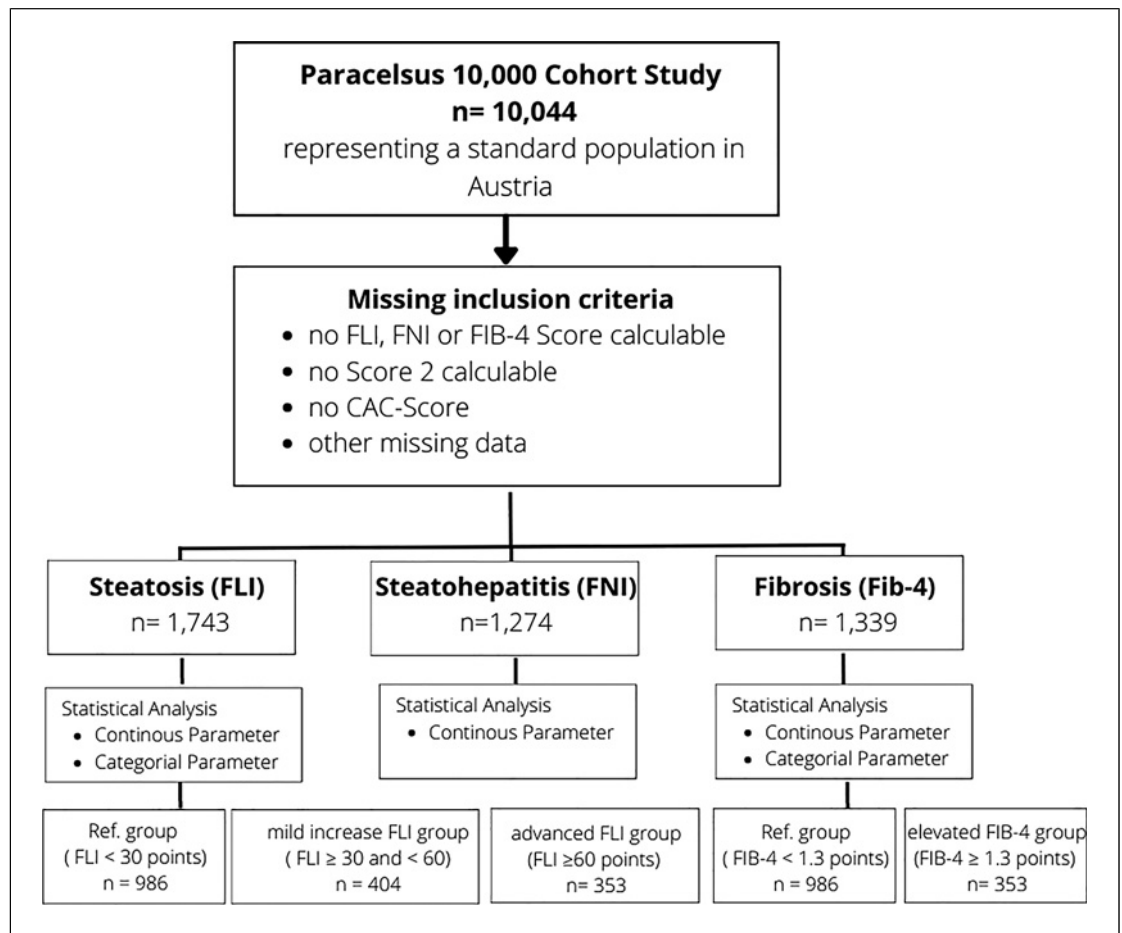 Paracelsus 10,000 Cohort Study
n= 10,044
representing a standard population in
Austria
Missing inclusion criteria
• no FLI, FNI or FIB-4 Score calculable
• no Score 2 calculable
• no CAC-Score
• other missing data
Steatosis (FLI)
n= 1,743
Steatohepatitis (FNI)
n=1,274
Fibrosis (Fib-4)
n= 1,339
Statistical Analysis
• Continous Parameter
• Categorial Parameter
Statistical Analysis
• Continous Parameter
Statistical Analysis
• Continous Parameter
• Categorial Parameter
Ref. group
( FLI < 30 points)
n = 986
mild increase FLI group
( FLI ≥ 30 and < 60)
n = 404
advanced FLI group
(FLI ≥60 points)
n= 353
Ref. group
( FIB-4 < 1.3 points)
n = 986
elevated FIB-4 group
(FIB-4 ≥ 1.3 points)
n= 353